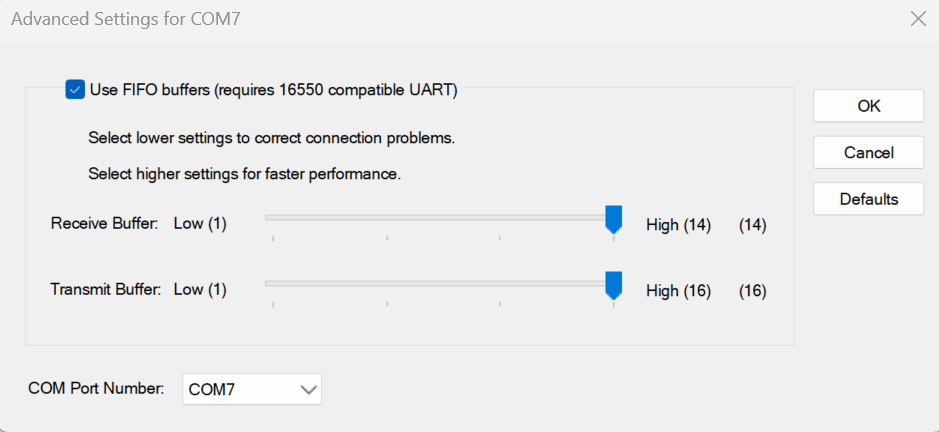 Advanced Settings for COM7
Use FIFO buffers (requires 16550 compatible UART)
OK
Select lower settings to correct connection problems.
Cancel
Select higher settings for faster performance.
Defaults
Receive Buffer: Low (1) High (14) (14)
Transmit Buffer: Low (1) High (16) (16)
COM Port Number: COM7